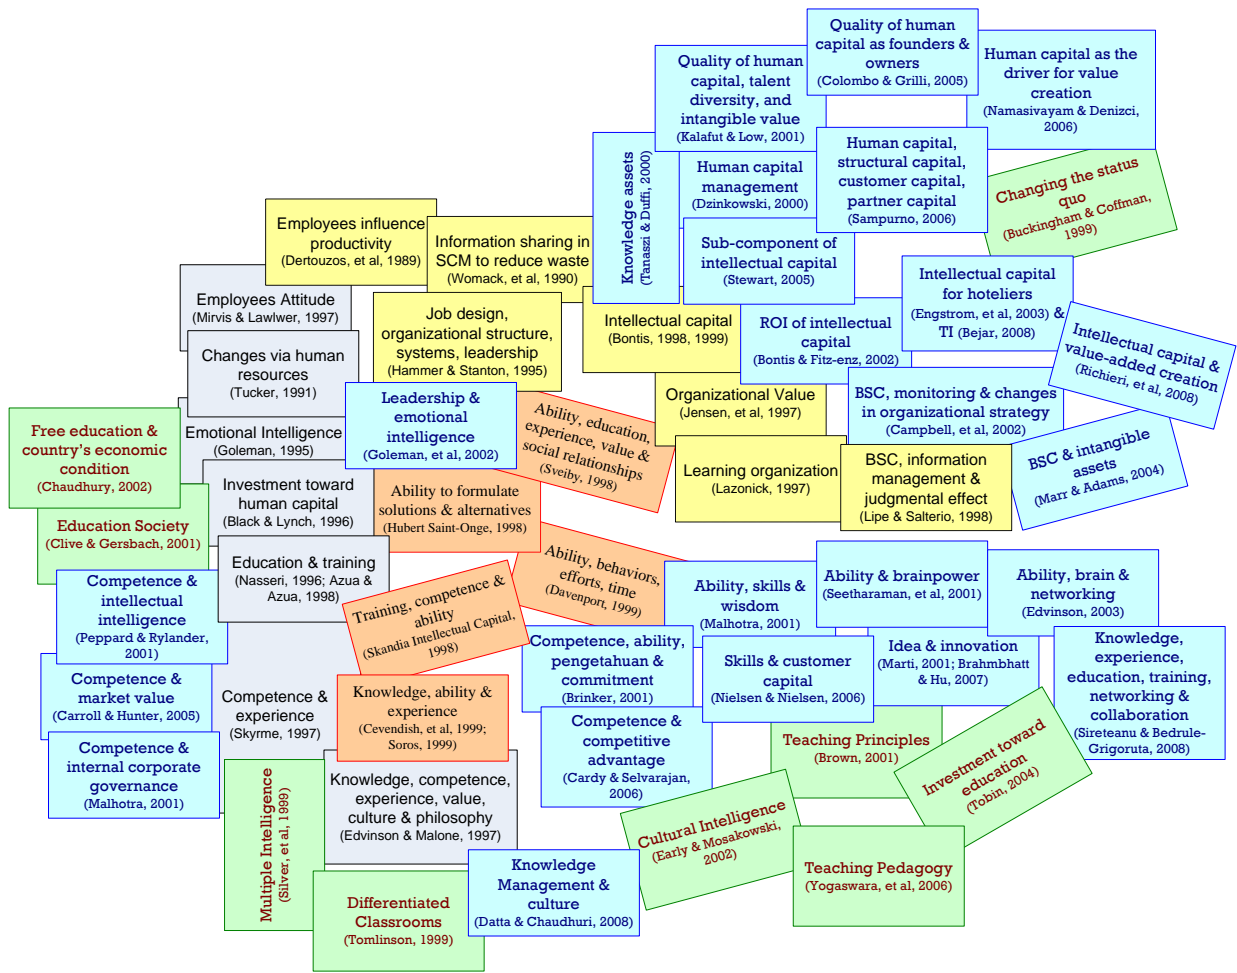 Quality of human
capital as founders &
owners
(Colombo & Grilli, 2005)
Quality of human
capital, talent
diversity, and
intangible value
(Kalafut & Low, 2001)
Human capital as the
driver for value
creation
(Namasivayam & Denizci,
2006)
Knowledge assets
(Tanaszi & Duffi, 2000)
Human capital
management
(Dzinkowski, 2000)
Human capital,
structural capital,
customer capital,
partner capital
(Sampurno, 2006)
Changing the status
quo
(Buckingham & Coffman,
1999)
Employees influence
productivity
(Dertouzos, et al, 1989)
Information sharing in
SCM to reduce waste
(Womack, et al, 1990)
Sub-component of
intellectual capital
(Stewart, 2005)
Employees Attitude
(Mirvis & Lawlwer, 1997)
Job design,
organizational structure,
systems, leadership
(Hammer & Stanton, 1995)
Intellectual capital
(Bontis, 1998, 1999)
ROI of intellectual
capital
(Bontis & Fitz-enz, 2002)
Intellectual capital
for hoteliers
(Engstrom, et al, 2003) &
TI (Bejar, 2008)
Intellectual capital &
value-added creation
(Richieri, et al, 2008)
Changes via human
resources
(Tucker, 1991)
Leadership &
emotional
intelligence
(Goleman, et al, 2002)
Ability, education,
experience, value &
social relationships
(Sveiby, 1998)
Organizational Value
(Jensen, et al, 1997)
BSC, monitoring & changes
in organizational strategy
(Campbell, et al, 2002)
BSC & intangible
assets
(Marr & Adams, 2004)
Free education &
country's economic
condition
(Chaudhury, 2002)
Emotional Intelligence
(Goleman, 1995)
Learning organization
(Lazonick, 1997)
BSC, information
management &
judgmental effect
(Lipe & Salterio, 1998)
Investment toward
human capital
(Black & Lynch, 1996)
Ability to formulate
solutions & alternatives
(Hubert Saint-Onge, 1998)
Education Society
(Clive & Gersbach, 2001)
Education & training
(Nasseri, 1996; Azua &
Azua, 1998)
Ability, behaviors,
efforts, time
(Davenport, 1999)
Ability, skills &
wisdom
(Malhotra, 2001)
Ability & brainpower
(Seetharaman, et al, 2001)
Ability, brain &
networking
(Edvinson, 2003)
Competence &
intellectual
intelligence
(Peppard & Rylander,
2001)
Training, competence &
ability
(Skandia Intellectual Capital,
1998)
Competence, ability,
pengetahuan &
commitment
(Brinker, 2001)
Skills & customer
capital
(Nielsen & Nielsen, 2006)
Idea & innovation
(Marti, 2001; Brahmbhatt
& Hu, 2007)
Knowledge,
experience,
education, training,
networking &
collaboration
(Sireteanu & Bedrule-
Grigoruta, 2008)
Competence &
market value
(Carroll & Hunter, 2005)
Competence &
experience
(Skyrme, 1997)
Knowledge, ability &
experience
(Cevendish, et al, 1999;
Soros, 1999)
Competence &
competitive
advantage
(Cardy & Selvarajan,
2006)
Teaching Principles
(Brown, 2001)
Investment toward
education
(Tobin, 2004)
Competence &
internal corporate
governance
(Malhotra, 2001)
Multiple Intelligence
(Silver, et al, 1999)
Knowledge, competence,
experience, value,
culture & philosophy
(Edvinson & Malone, 1997)
Cultural Intelligence
(Early & Mosakowski,
2002)
Teaching Pedagogy
(Yogaswara, et al, 2006)
Differentiated
Classrooms
(Tomlinson, 1999)
Knowledge
Management &
culture
(Datta & Chaudhuri, 2008)